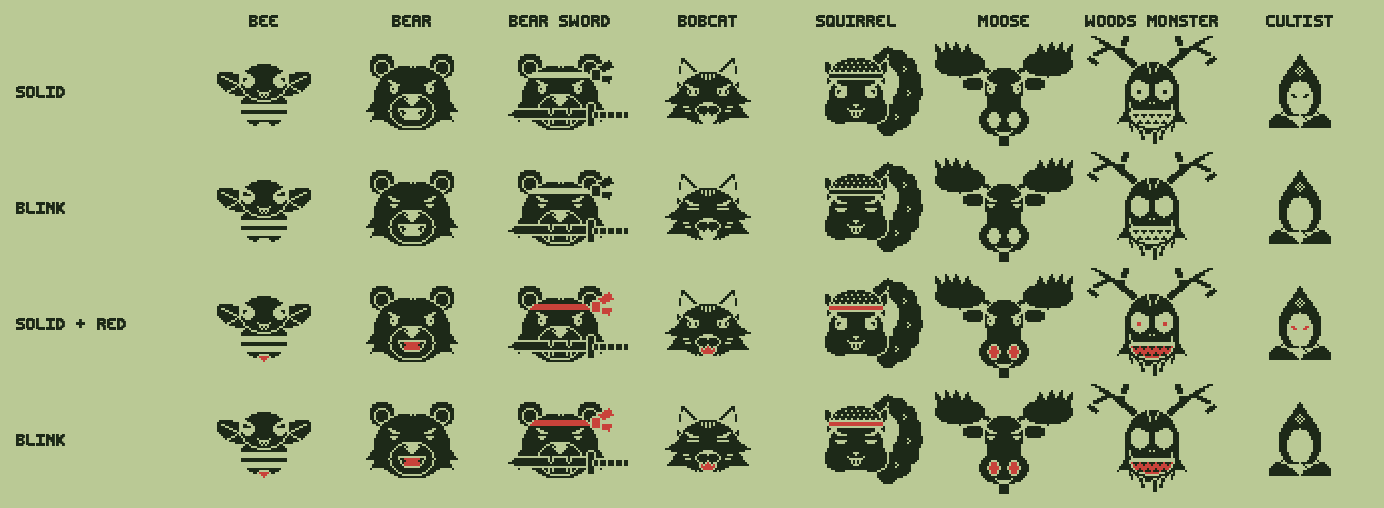 BEE BEAR BEAR SWORD BOBCAT SQUIRREL MOOSE WOODS MONSTER CULTIST
SOLID
BLINK
SOLID + RED
BLINK